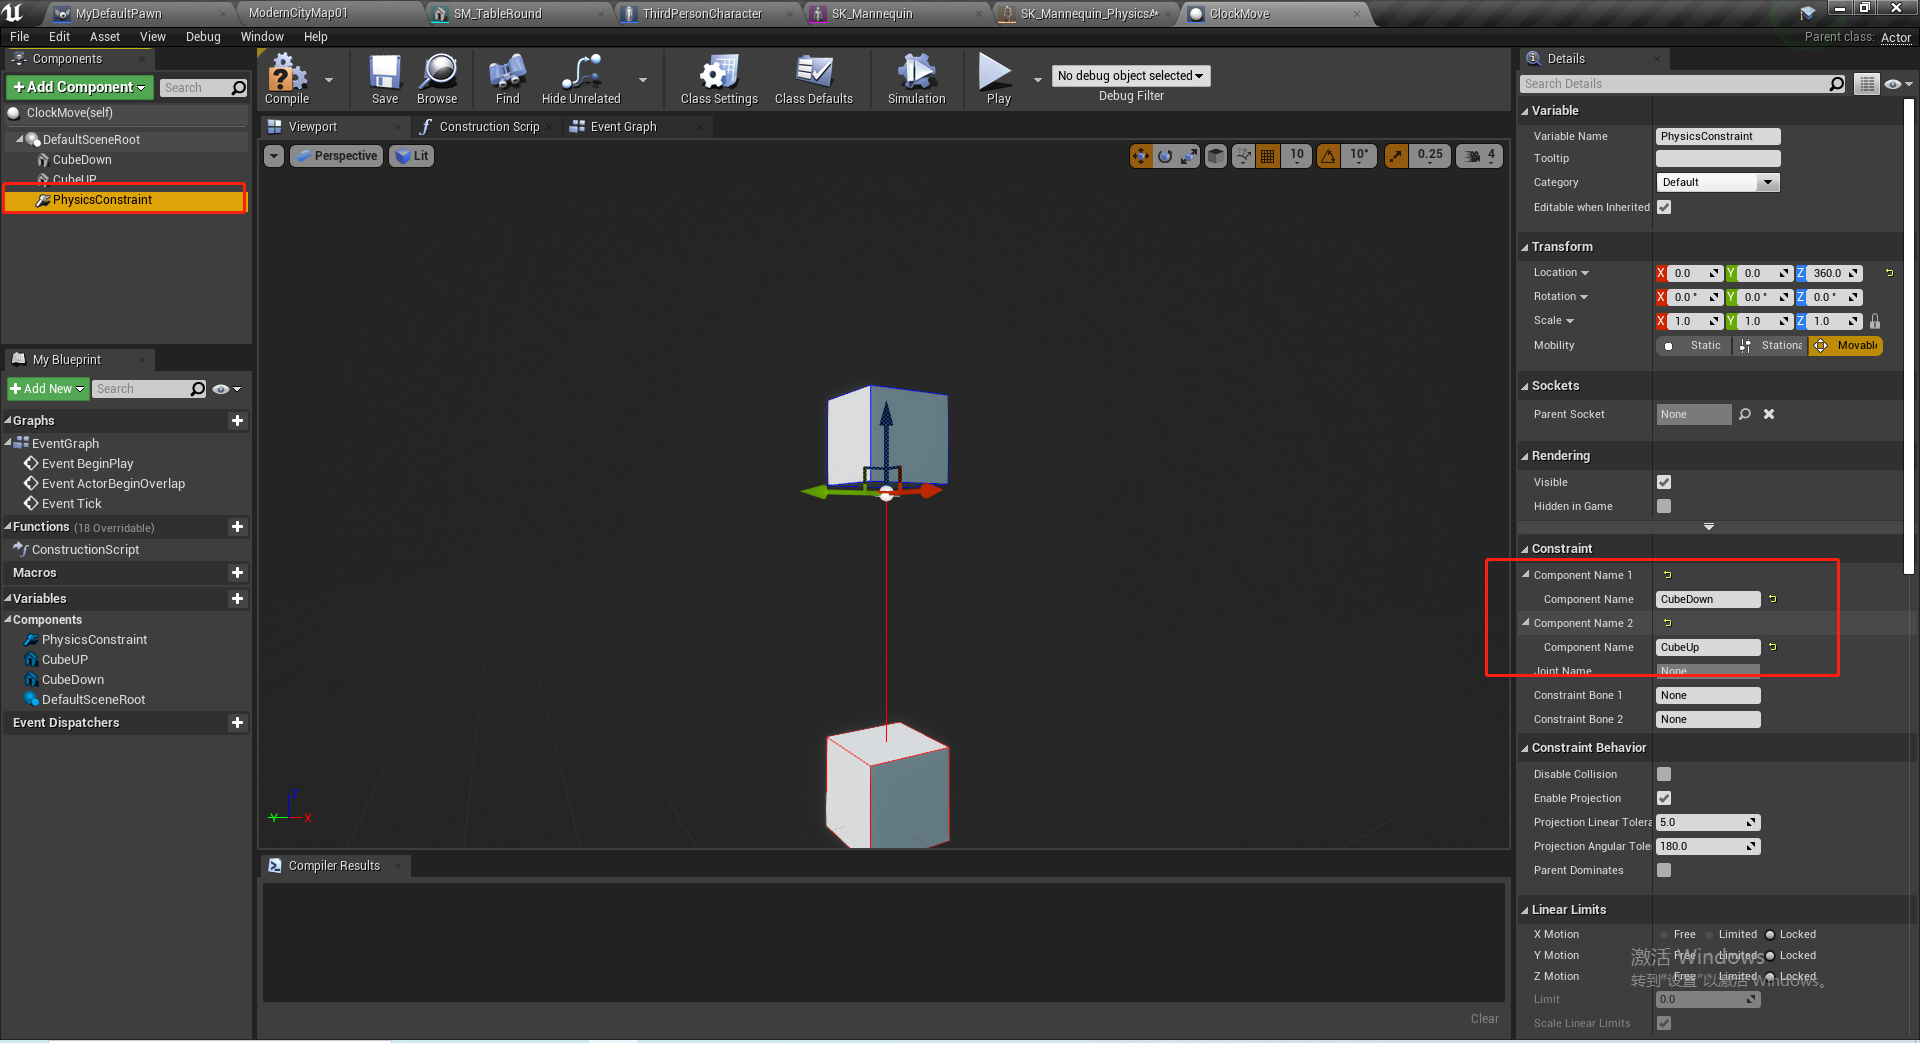 MyDefaultPawn
ModernCityMap01
SM_TableRound
ThirdPersonCharacter
SK_Mannequin
SK_Mannequin_PhysicsA*
ClockMove
File Edit Asset View Debug Window Help
Parent class: Actor
Components
+Add Component
Search
ClockMove(self)
DefaultSceneRoot
CubeDown
CubeUP
PhysicsConstraint
My Blueprint
+Add New
Search
Graphs
EventGraph
Event BeginPlay
Event ActorBeginOverlap
Event Tick
Functions (18 Overridable)
ConstructionScript
Macros
Variables
Components
PhysicsConstraint
CubeUP
CubeDown
DefaultSceneRoot
Event Dispatchers
Compile
Save
Browse
Find
Hide Unrelated
Class Settings
Class Defaults
Simulation
Play
No debug object selected
Debug Filter
Viewport
Construction Scrip
Event Graph
Perspective
Lit
10
10°
0.25
4
Z
Y
X
Compiler Results
Clear
Details
Search Details
Variable
Variable Name PhysicsConstraint
Tooltip
Category Default
Editable when Inherited
Transform
Location X 0.0 Y 0.0 Z 360.0
Rotation X 0.0 ° Y 0.0 ° Z 0.0 °
Scale X 1.0 Y 1.0 Z 1.0
Mobility Static Stationa Movabl
Sockets
Parent Socket None
Rendering
Visible
Hidden in Game
Constraint
Component Name 1
Component Name CubeDown
Component Name 2
Component Name CubeUp
Joint Name None
Constraint Bone 1 None
Constraint Bone 2 None
Constraint Behavior
Disable Collision
Enable Projection
Projection Linear Tolera 5.0
Projection Angular Tole 180.0
Parent Dominates
Linear Limits
X Motion Free Limited Locked
Y Motion Free Limited Locked
Z Motion Free Limited Locked
Limit 0.0
Scale Linear Limits
激活 Windows
转到“设置”以激活 Windows。